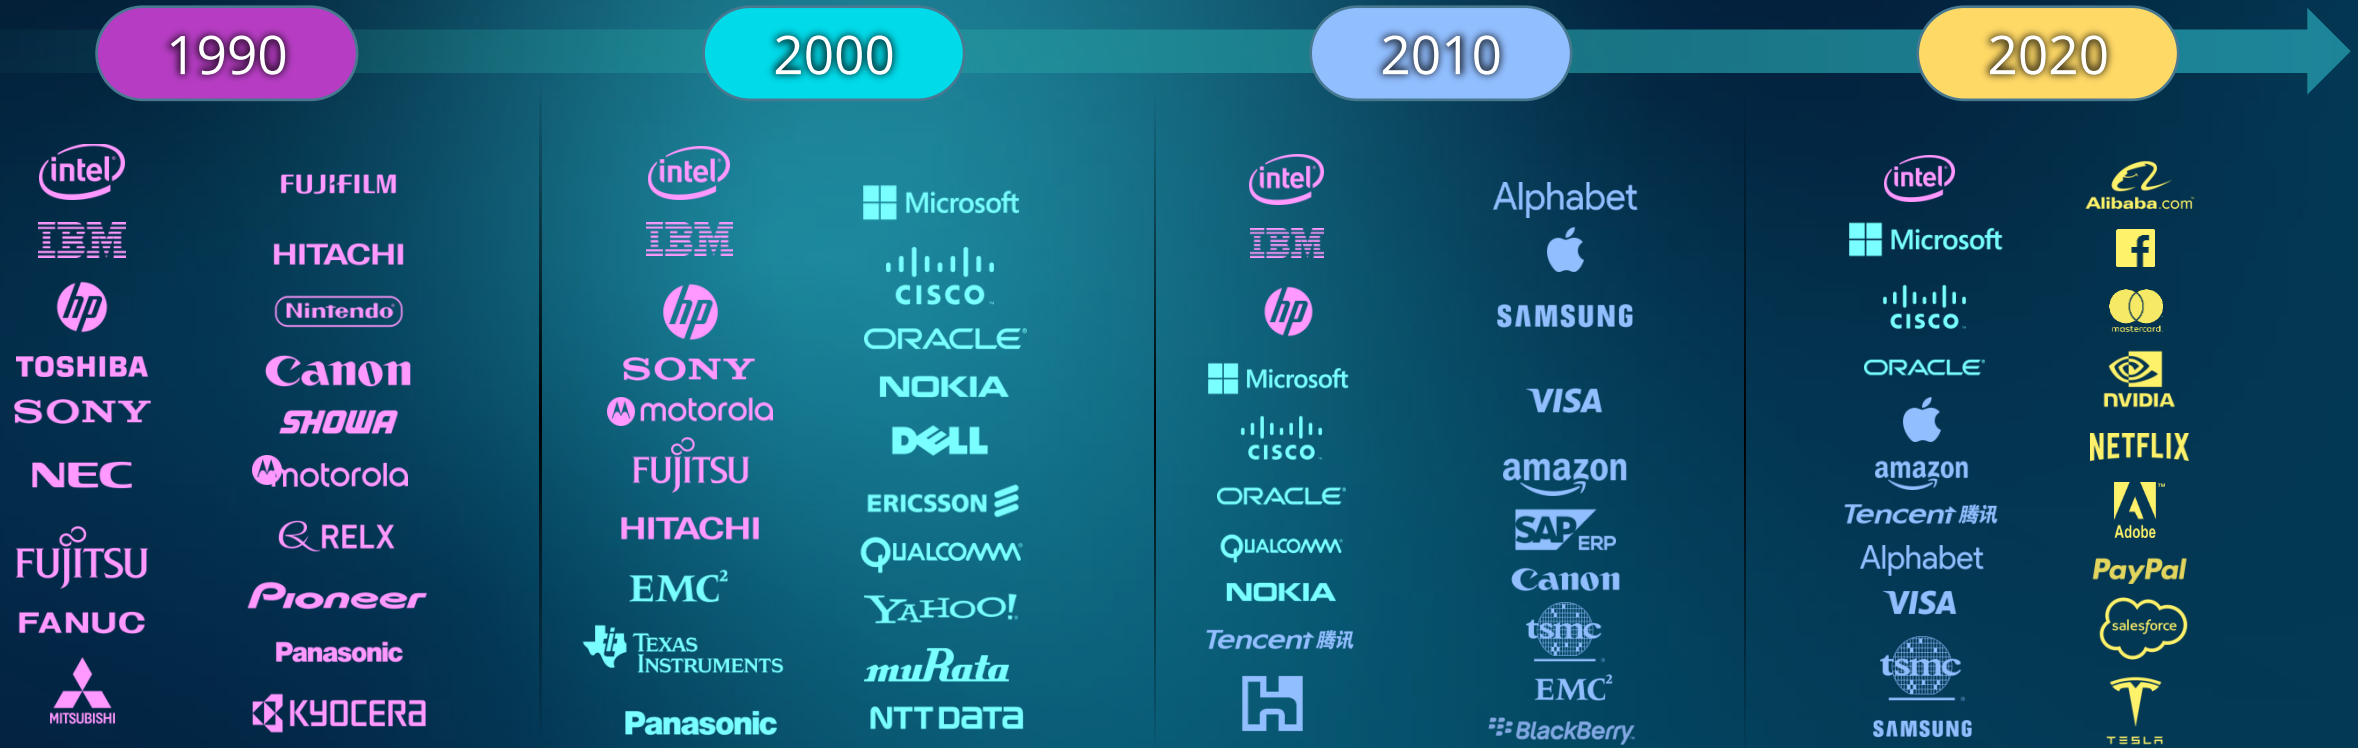 1990
2000
2010
2020
intel
IBM
hp
TOSHIBA
SONY
NEC
FUJITSU
FANUC
MITSUBISHI
FUJIFILM
HITACHI
Nintendo
Canon
SHOWA
motorola
RELX
Pioneer
Panasonic
KYOCERA
intel
IBM
hp
SONY
motorola
FUJITSU
HITACHI
EMC²
TEXAS
INSTRUMENTS
Panasonic
Microsoft
CISCO
ORACLE
NOKIA
DELL
ERICSSON
QUALCOMM
YAHOO!
muRata
NTT DATA
intel
IBM
hp
Microsoft
CISCO
ORACLE
QUALCOMM
NOKIA
Tencent 腾讯
Alphabet
SAMSUNG
VISA
amazon
SAP ERP
Canon
tsmc
EMC²
BlackBerry
intel
Microsoft
CISCO
ORACLE
amazon
Tencent 腾讯
Alphabet
VISA
tsmc
SAMSUNG
Alibaba.com
f
mastercard
NVIDIA
NETFLIX
Adobe
PayPal
salesforce
TESLA